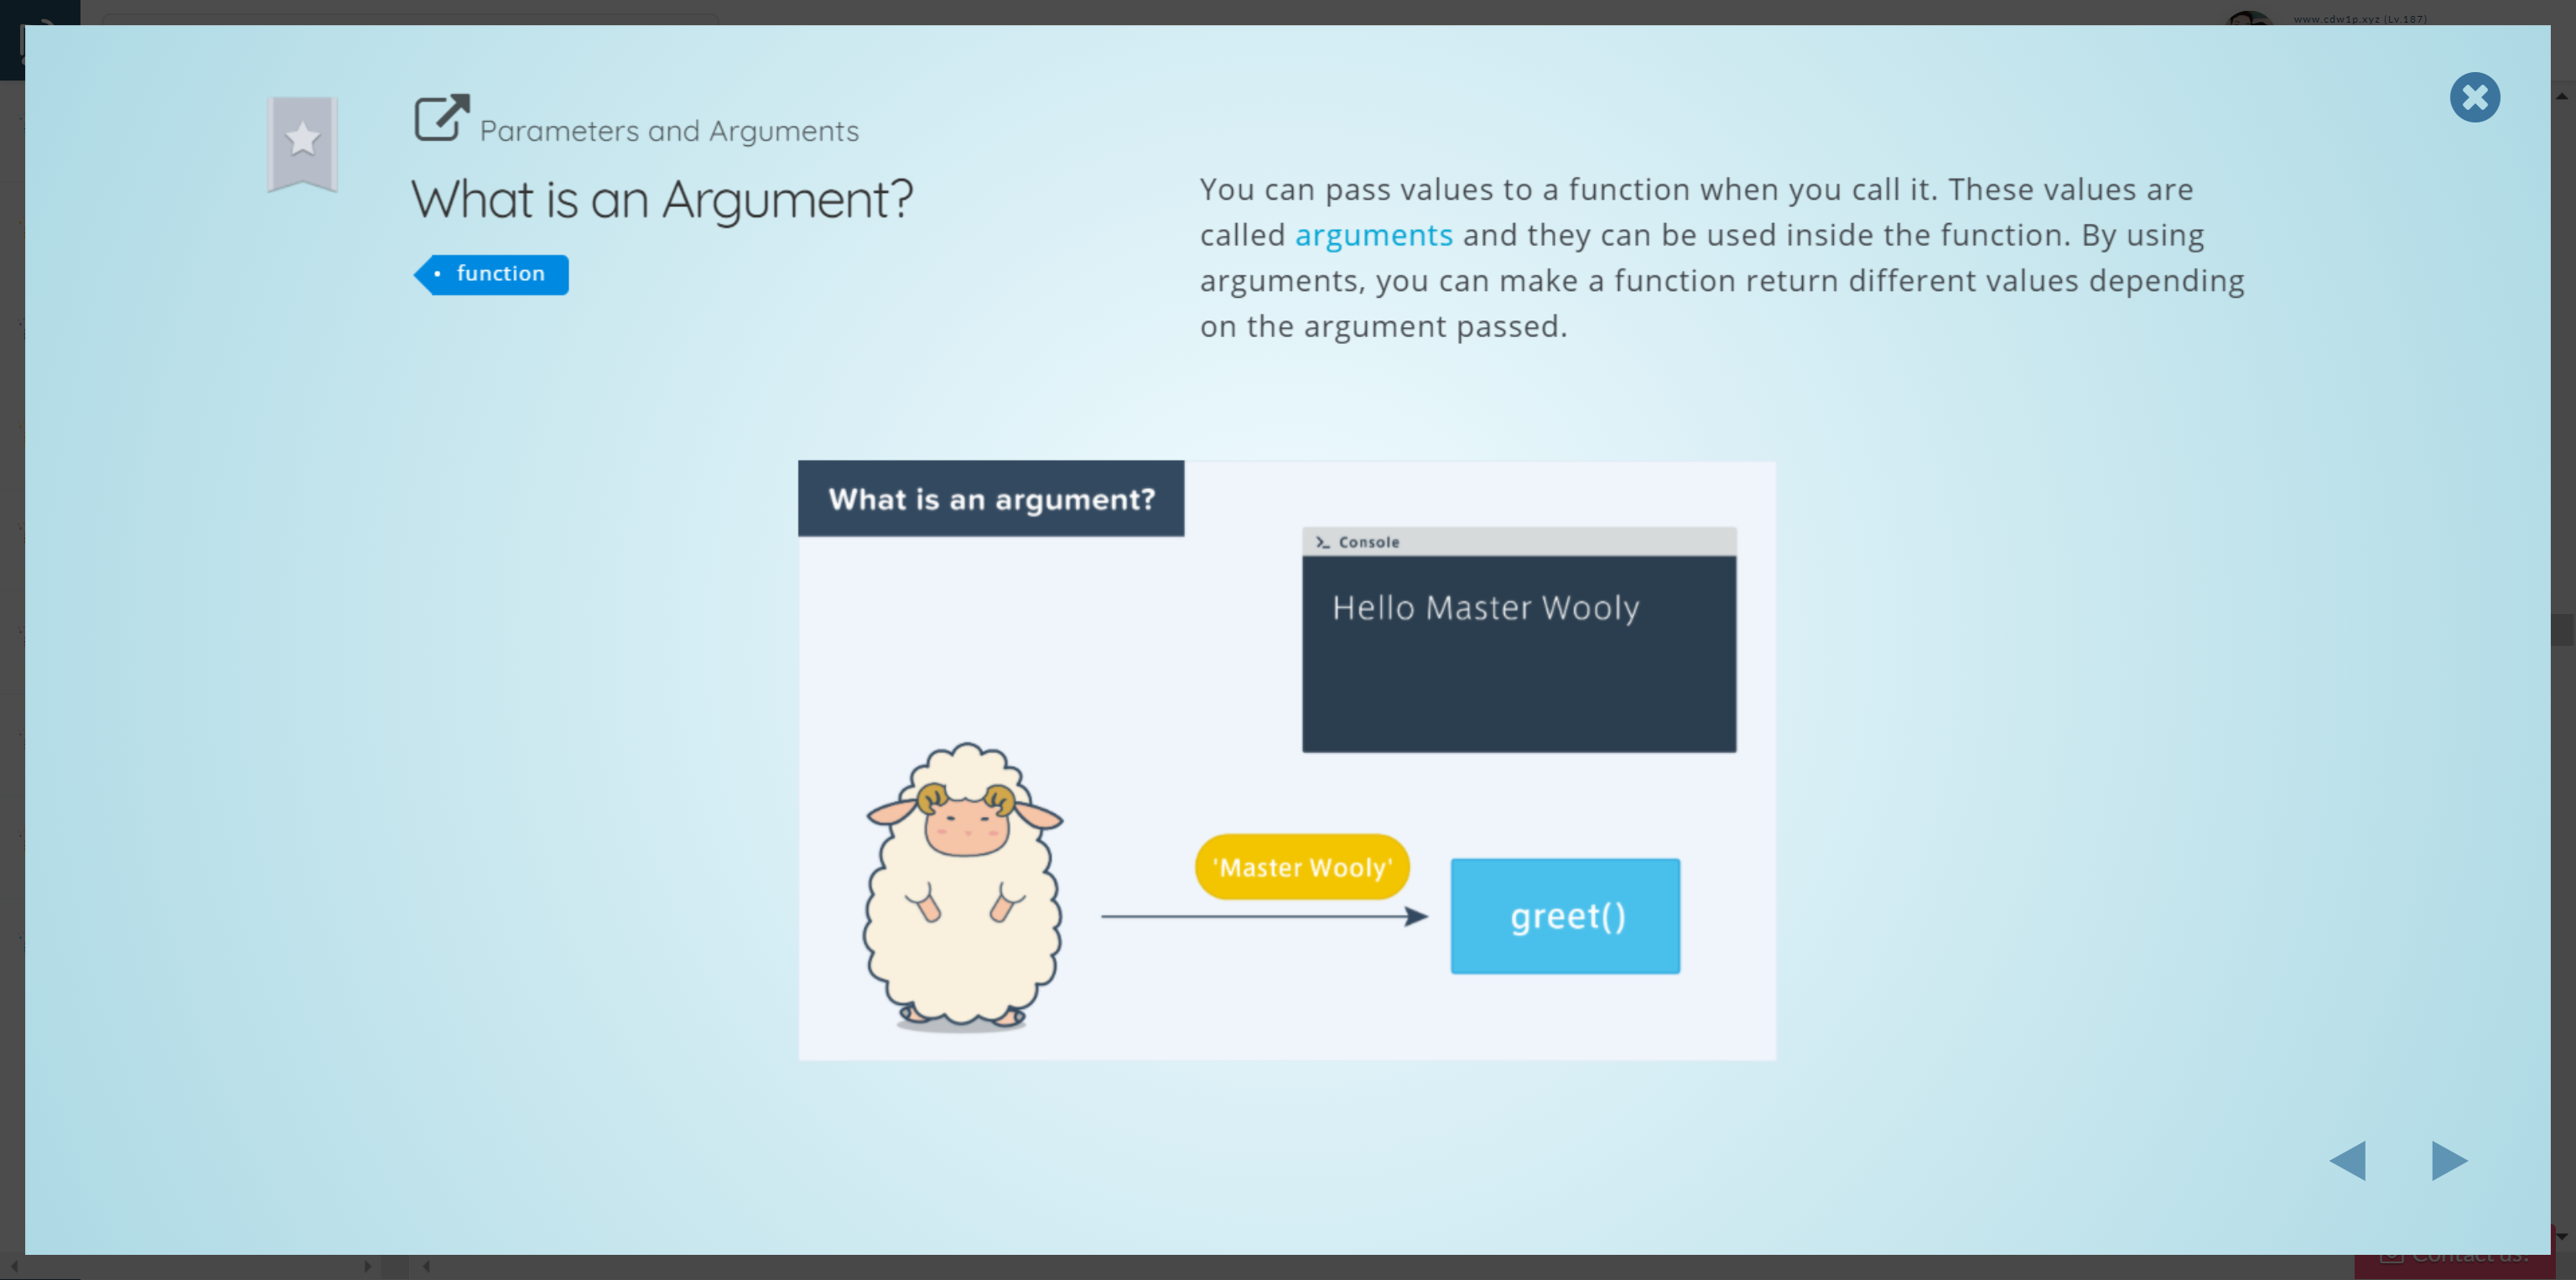 www.cdw1p.xyz (Lv.187)
Parameters and Arguments
What is an Argument?
function
You can pass values to a function when you call it. These values are
called arguments and they can be used inside the function. By using
arguments, you can make a function return different values depending
on the argument passed.
What is an argument?
>_ Console
Hello Master Wooly
'Master Wooly'
greet()
Contact us!